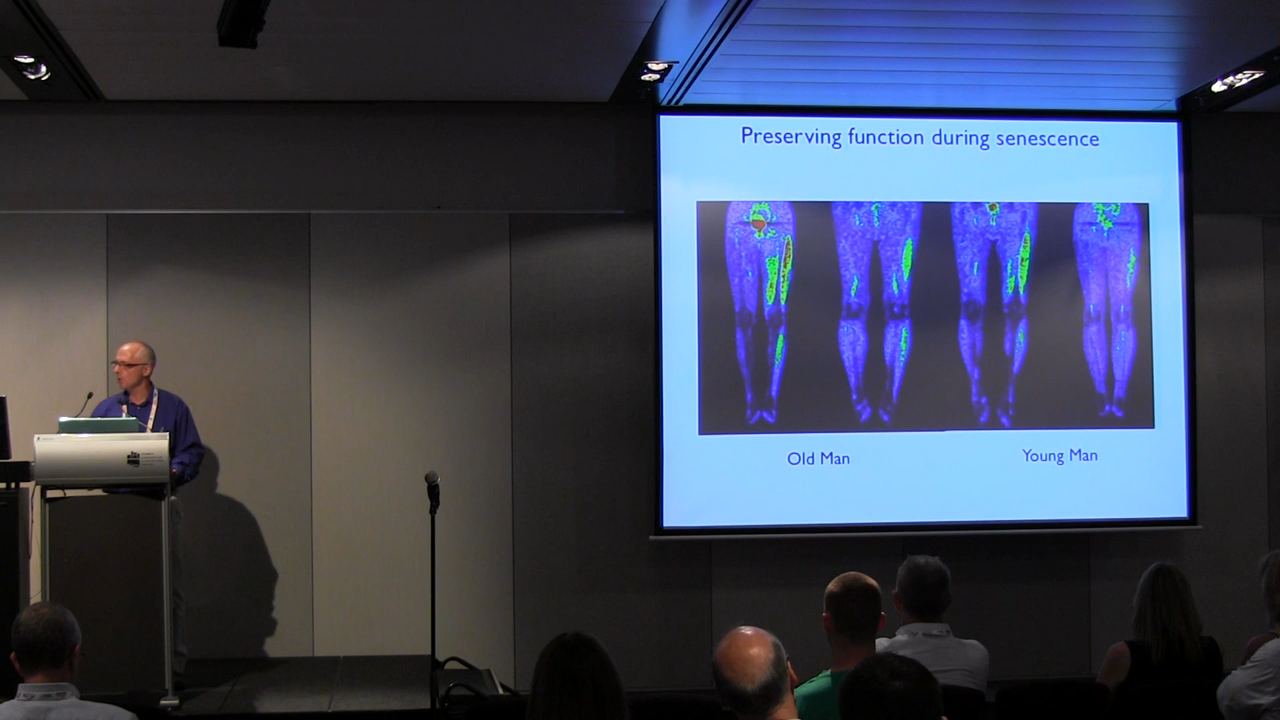 Preserving function during senescence
Old Man
Young Man